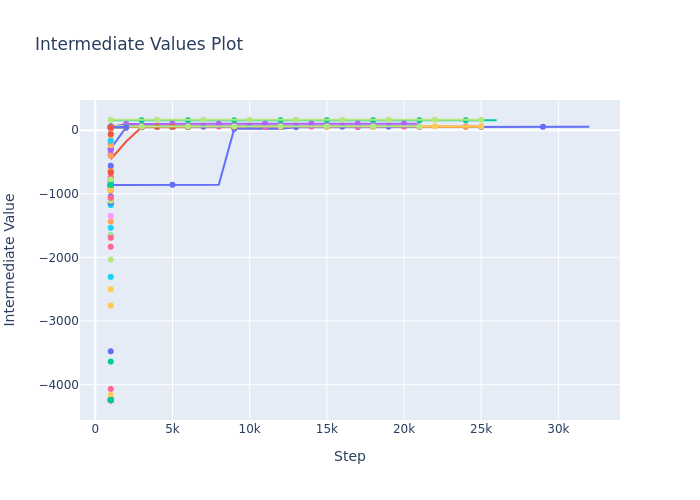 Intermediate Values Plot
Intermediate Value
0
−1000
−2000
−3000
−4000
0
5k
10k
15k
20k
25k
30k
Step